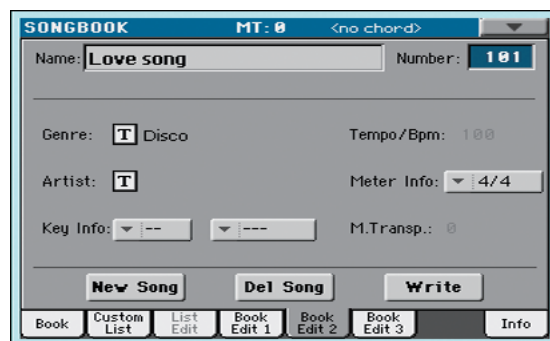 SONGBOOK MT: 0 <no chord>
Name: Love song Number: 101
Genre: T Disco Tempo/Bpm: 100
Artist: T Meter Info: 4/4
Key Info: -- --- M.Transp.: 0
New Song Del Song Write
Book Custom List List Edit Book Edit 1 Book Edit 2 Book Edit 3 Info